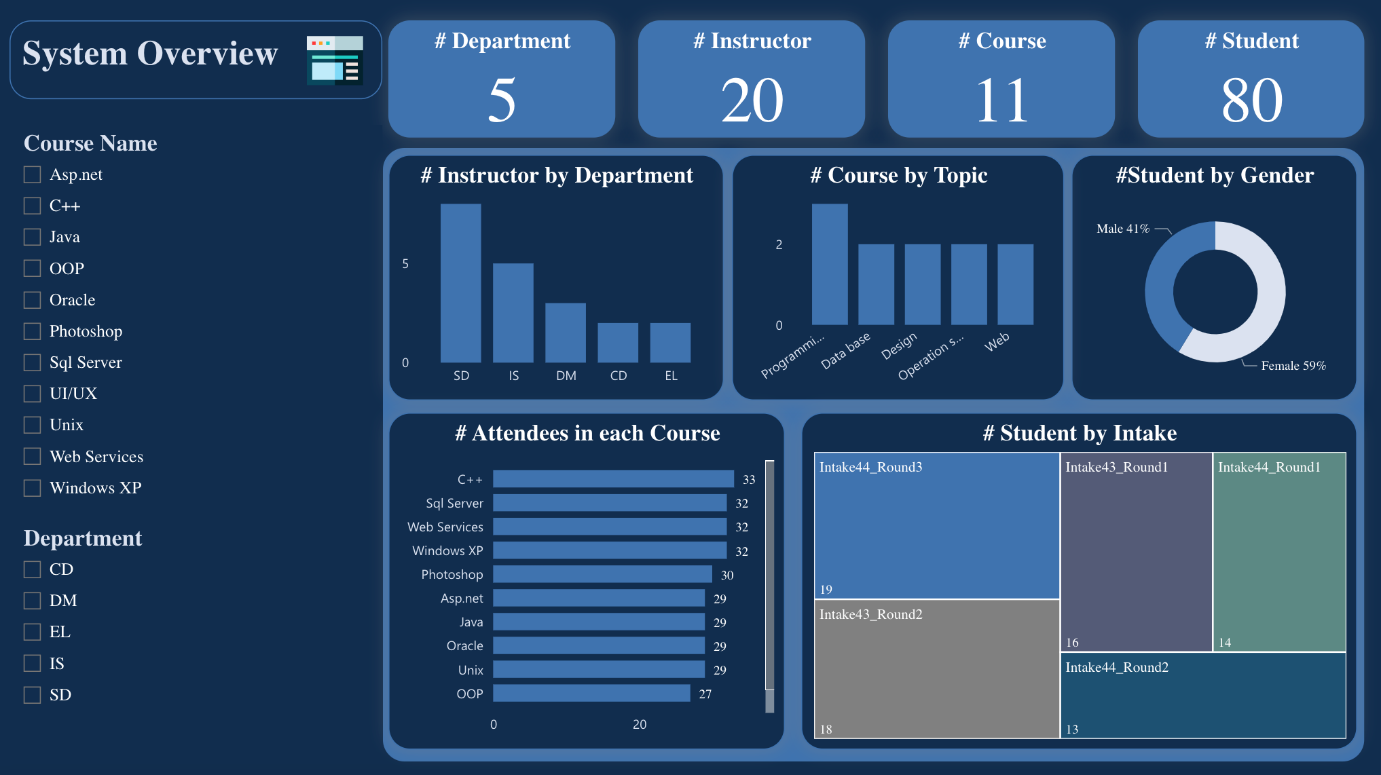 System Overview
# Department
5
# Instructor
20
# Course
11
# Student
80
Course Name
Asp.net
C++
Java
OOP
Oracle
Photoshop
Sql Server
UI/UX
Unix
Web Services
Windows XP
Department
CD
DM
EL
IS
SD
# Instructor by Department
5
0
SD IS DM CD EL
# Course by Topic
2
0
Programmi... Data base Design Operation s... Web
#Student by Gender
Male 41%
Female 59%
# Attendees in each Course
C++ 33
Sql Server 32
Web Services 32
Windows XP 32
Photoshop 30
Asp.net 29
Java 29
Oracle 29
Unix 29
OOP 27
0 20
# Student by Intake
Intake44_Round3
19
Intake43_Round2
18
Intake43_Round1
16
Intake44_Round1
14
Intake44_Round2
13